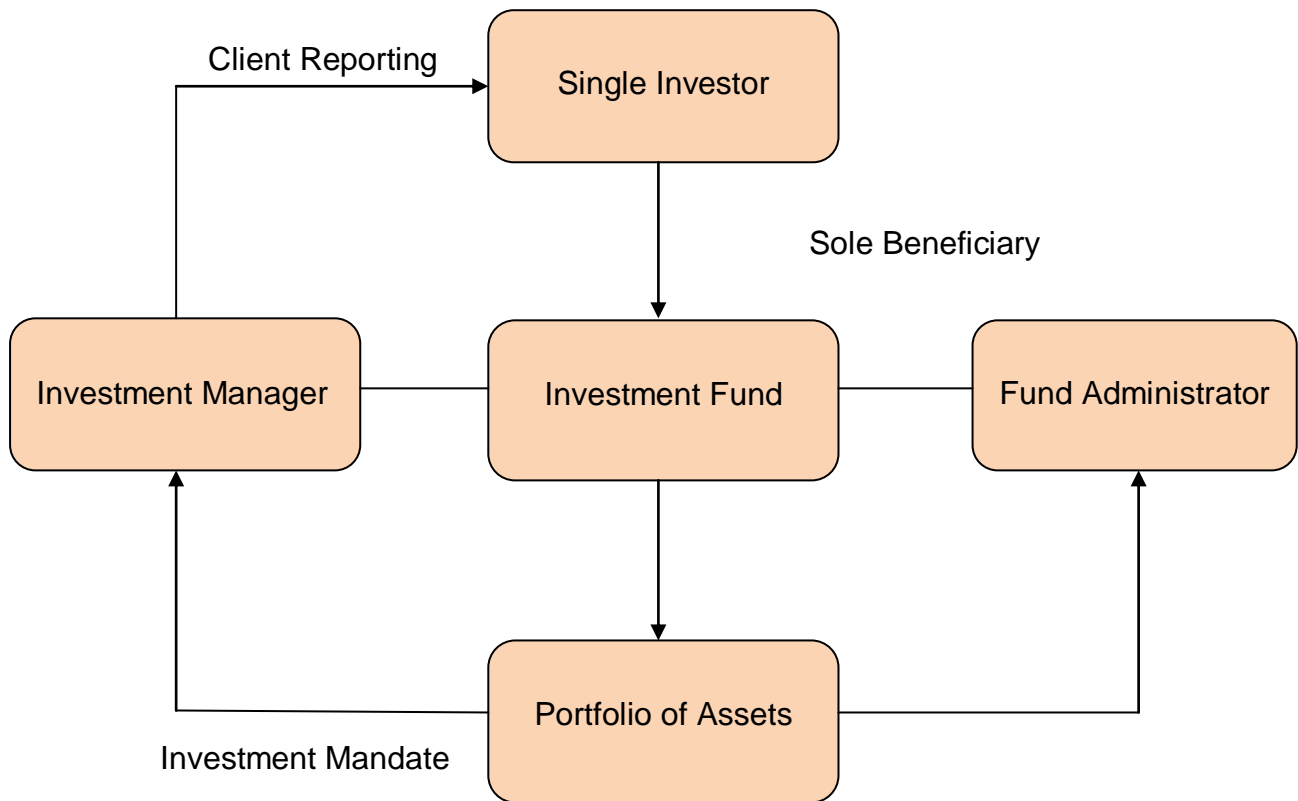 Client Reporting
Single Investor
Sole Beneficiary
Investment Manager
Investment Fund
Fund Administrator
Portfolio of Assets
Investment Mandate